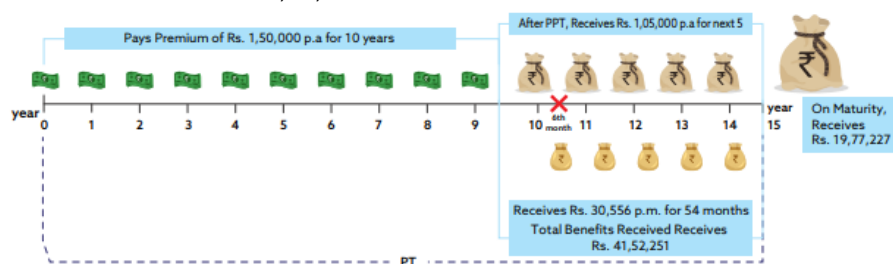 Pays Premium of Rs. 1,50,000 p.a for 10 years
After PPT, Receives Rs. 1,05,000 p.a for next 5
₹ ₹ ₹ ₹ ₹ ₹
year
0 1 2 3 4 5 6 7 8 9 10 11 12 13 14 15
6th
month
year
On Maturity,
Receives
Rs. 19,77,227
₹ ₹ ₹ ₹ ₹
Receives Rs. 30,556 p.m. for 54 months
Total Benefits Received Receives
Rs. 41,52,251
PT